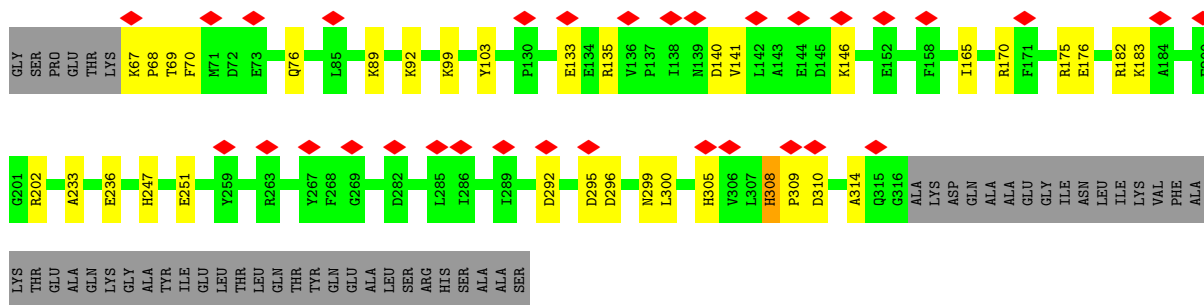 GLY SER PRO GLU THR LYS K67 P68 T69 F70 M71 D72 E73 Q76 L85 K89 K92 K99 Y103 P130 E133 E134 R135 V136 P137 I138 N139 D140 V141 L142 A143 E144 D145 K146 E152 F158 I165 R170 F171 R175 E176 R182 K183 A184
G201 R202 A233 E236 H247 E251 Y259 R263 Y267 F268 G269 D282 L285 I286 I289 D292 D295 D296 N299 L300 H305 V306 L307 H308 P309 D310 A314 Q315 G316 ALA LYS ASP GLN ALA ALA GLU GLY ILE ASN LEU ILE LYS VAL PHE ALA
LYS THR GLU ALA GLN LYS GLY ALA TYR ILE GLU LEU THR LEU GLN THR TYR GLN GLU ALA LEU SER ARG HIS SER ALA ALA SER